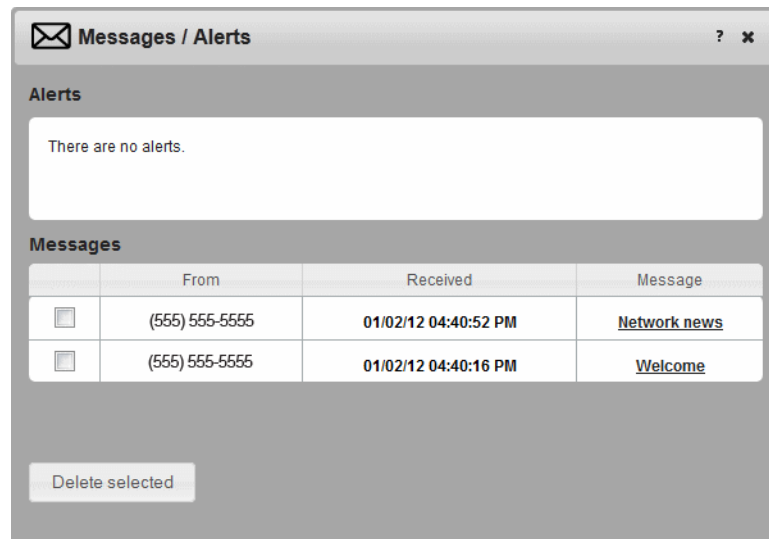 Messages / Alerts ? ✖
Alerts
There are no alerts.
Messages
From Received Message
(555) 555-5555 01/02/12 04:40:52 PM Network news
(555) 555-5555 01/02/12 04:40:16 PM Welcome
Delete selected